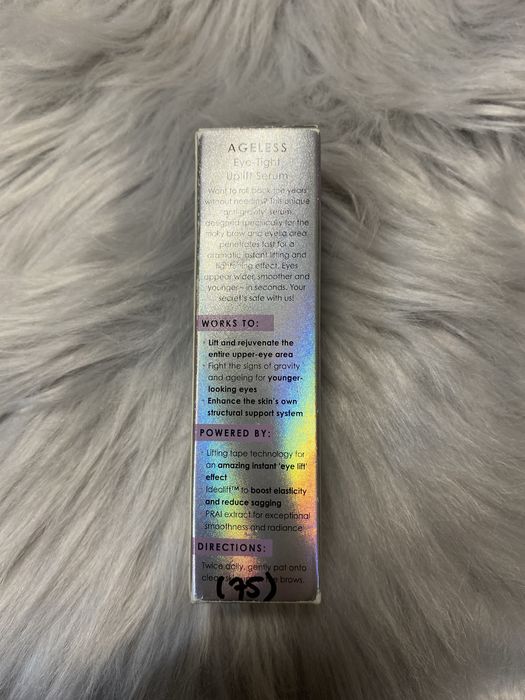 AGELESS
Eye-Tight
Uplift Serum
Want to roll back the years
without needles? This unique
'anti-gravity' serum,
designed specifically for the
tricky brow and eyelid area
penetrates fast for a
dramatic instant lifting and
tightening effect. Eyes
appear wider, smoother and
younger - in seconds. Your
secret's safe with us!
WORKS TO:
• Lift and rejuvenate the
entire upper-eye area
• Fight the signs of gravity
and ageing for younger-
looking eyes
• Enhance the skin's own
structural support system
POWERED BY:
• Lifting tape technology for
an amazing instant 'eye lift'
effect
• Idealift™ to boost elasticity
and reduce sagging
PRAI extract for exceptional
smoothness and radiance
DIRECTIONS:
Twice daily, gently pat onto
clean skin brows.
(75)